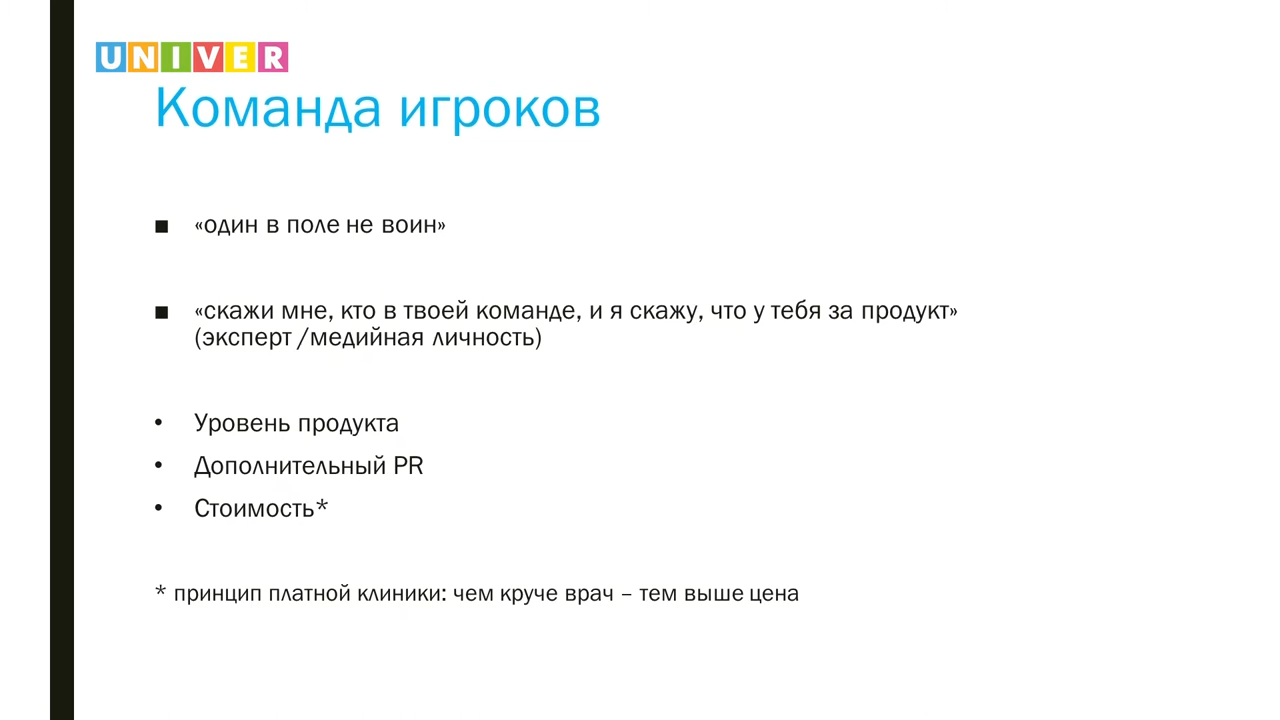 UNIVER
Команда игроков
■ «один в поле не воин»
■ «скажи мне, кто в твоей команде, и я скажу, что у тебя за продукт»
(эксперт /медийная личность)
• Уровень продукта
• Дополнительный PR
• Стоимость*
* принцип платной клиники: чем круче врач – тем выше цена